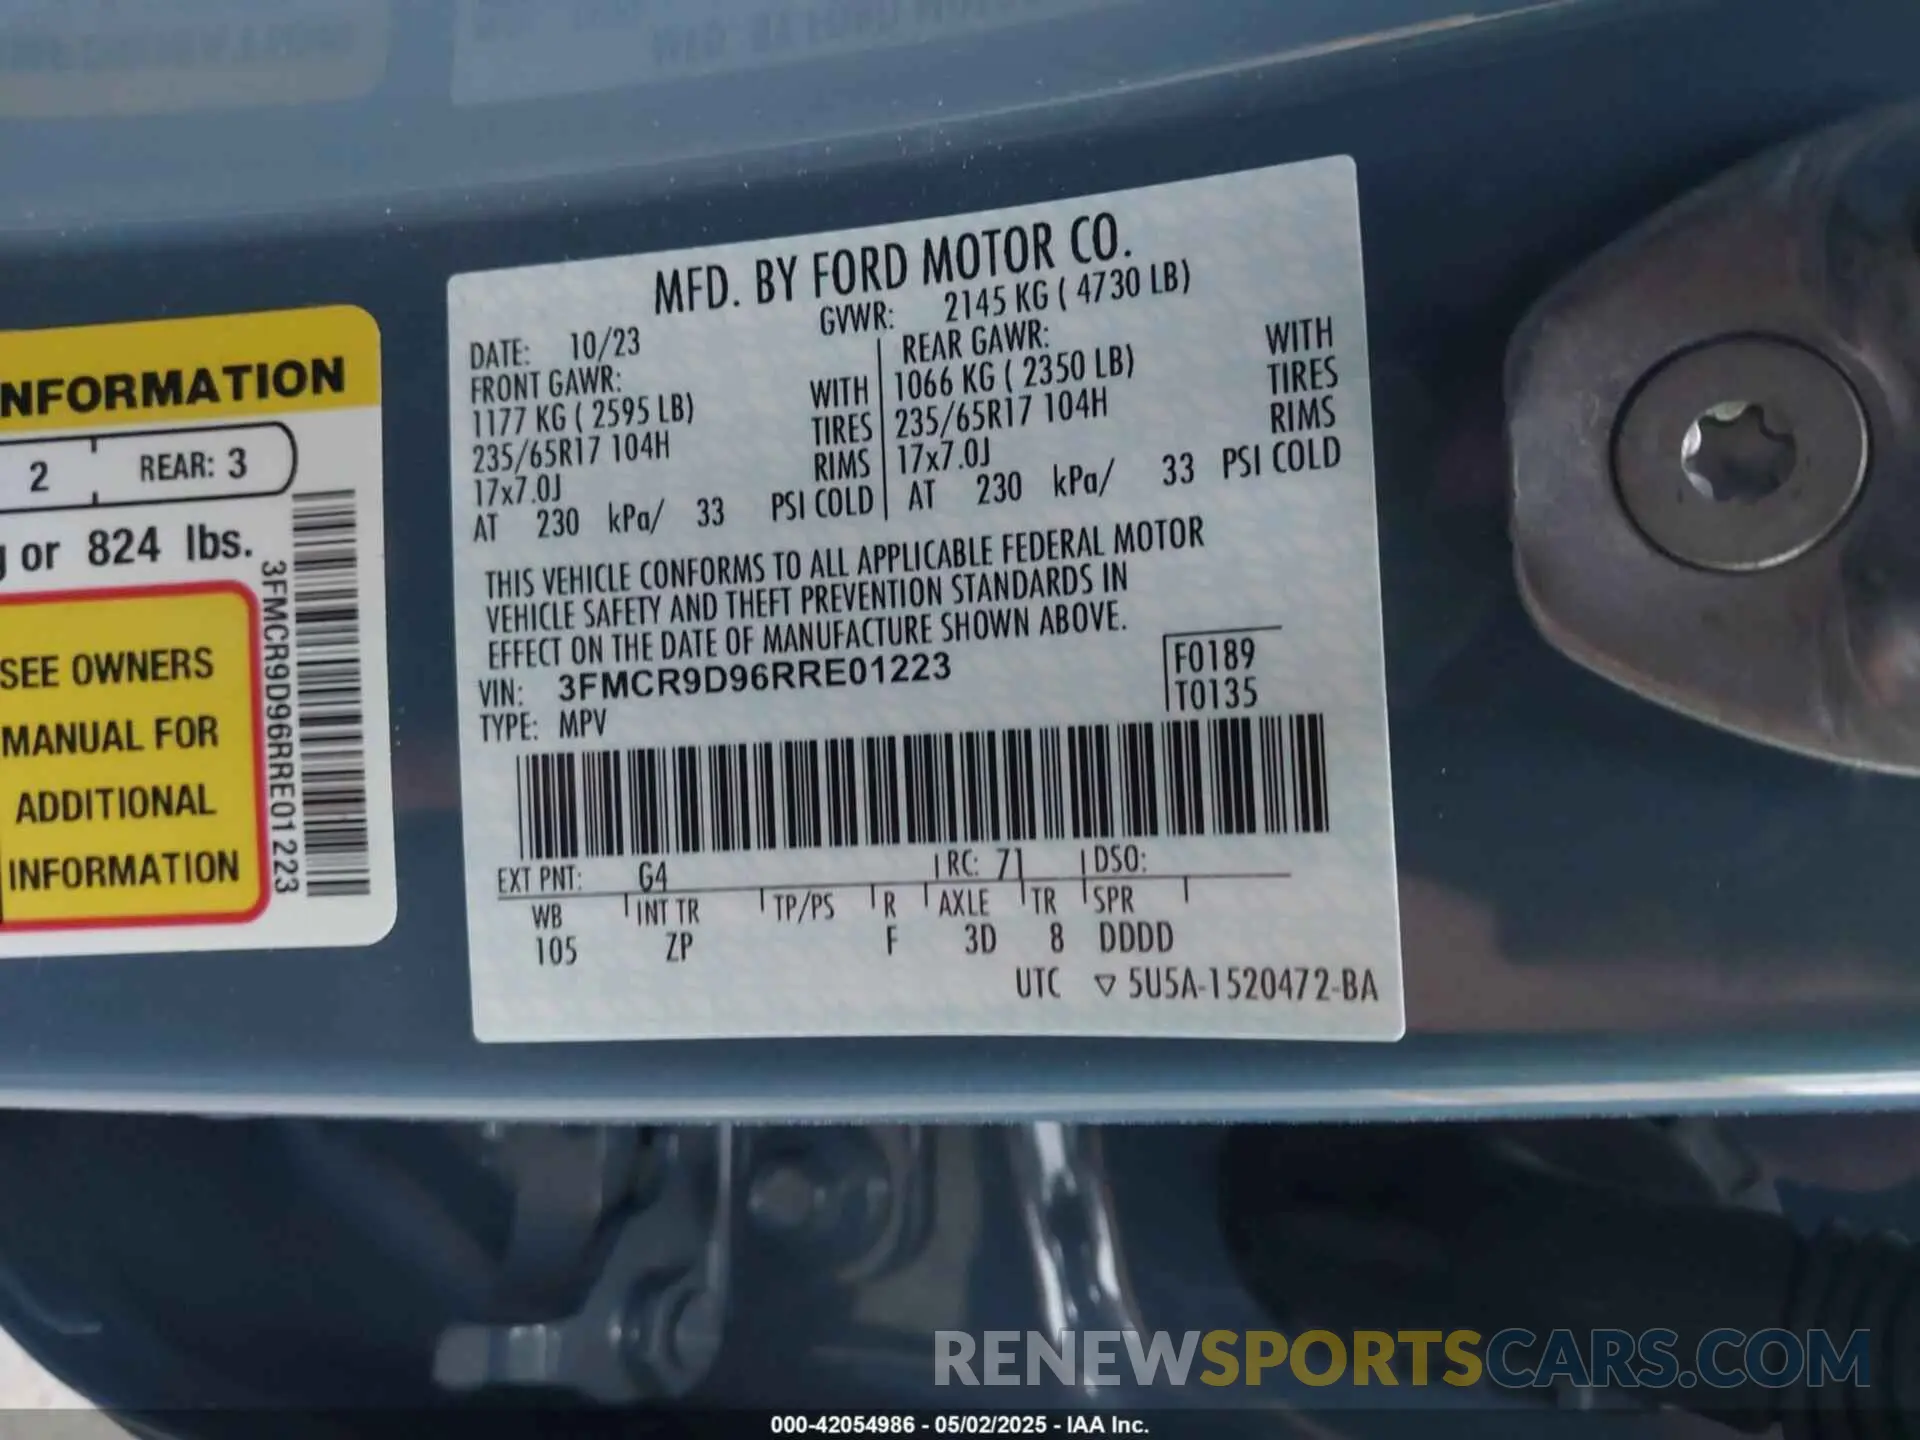 NFORMATION
2 REAR: 3
g or 824 lbs.
SEE OWNERS
MANUAL FOR
ADDITIONAL
INFORMATION
3FMCR9D96RRE01223
MFD. BY FORD MOTOR CO.
DATE: 10/23 GVWR: 2145 KG ( 4730 LB)
FRONT GAWR:
1177 KG ( 2595 LB) WITH
235/65R17 104H TIRES
17x7.0J RIMS
AT 230 kPa/ 33 PSI COLD
REAR GAWR: WITH
1066 KG ( 2350 LB) TIRES
235/65R17 104H RIMS
17x7.0J
AT 230 kPa/ 33 PSI COLD
THIS VEHICLE CONFORMS TO ALL APPLICABLE FEDERAL MOTOR
VEHICLE SAFETY AND THEFT PREVENTION STANDARDS IN
EFFECT ON THE DATE OF MANUFACTURE SHOWN ABOVE.
VIN: 3FMCR9D96RRE01223
TYPE: MPV
F0189
T0135
EXT PNT: G4 RC: 71 DSO:
WB INT TR TP/PS R AXLE TR SPR
105 ZP F 3D 8 DDDD
UTC ▽ 5U5A-1520472-BA
RENEWSPORTSCARS.COM
000-42054986 - 05/02/2025 - IAA Inc.